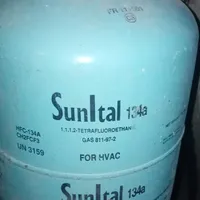 SunItal 134a
1,1,1,2-TETRAFLUOROETHANE
GAS 811-97-2
HFC-134A
CH2FCF3
UN 3159
FOR HVAC
SunItal 134a